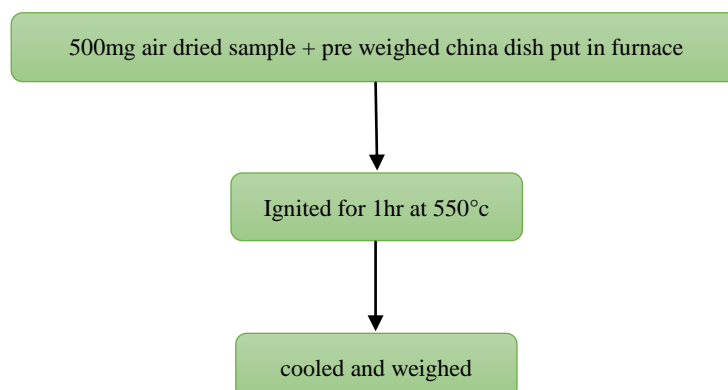 500mg air dried sample + pre weighed china dish put in furnace
Ignited for 1hr at 550°c
cooled and weighed